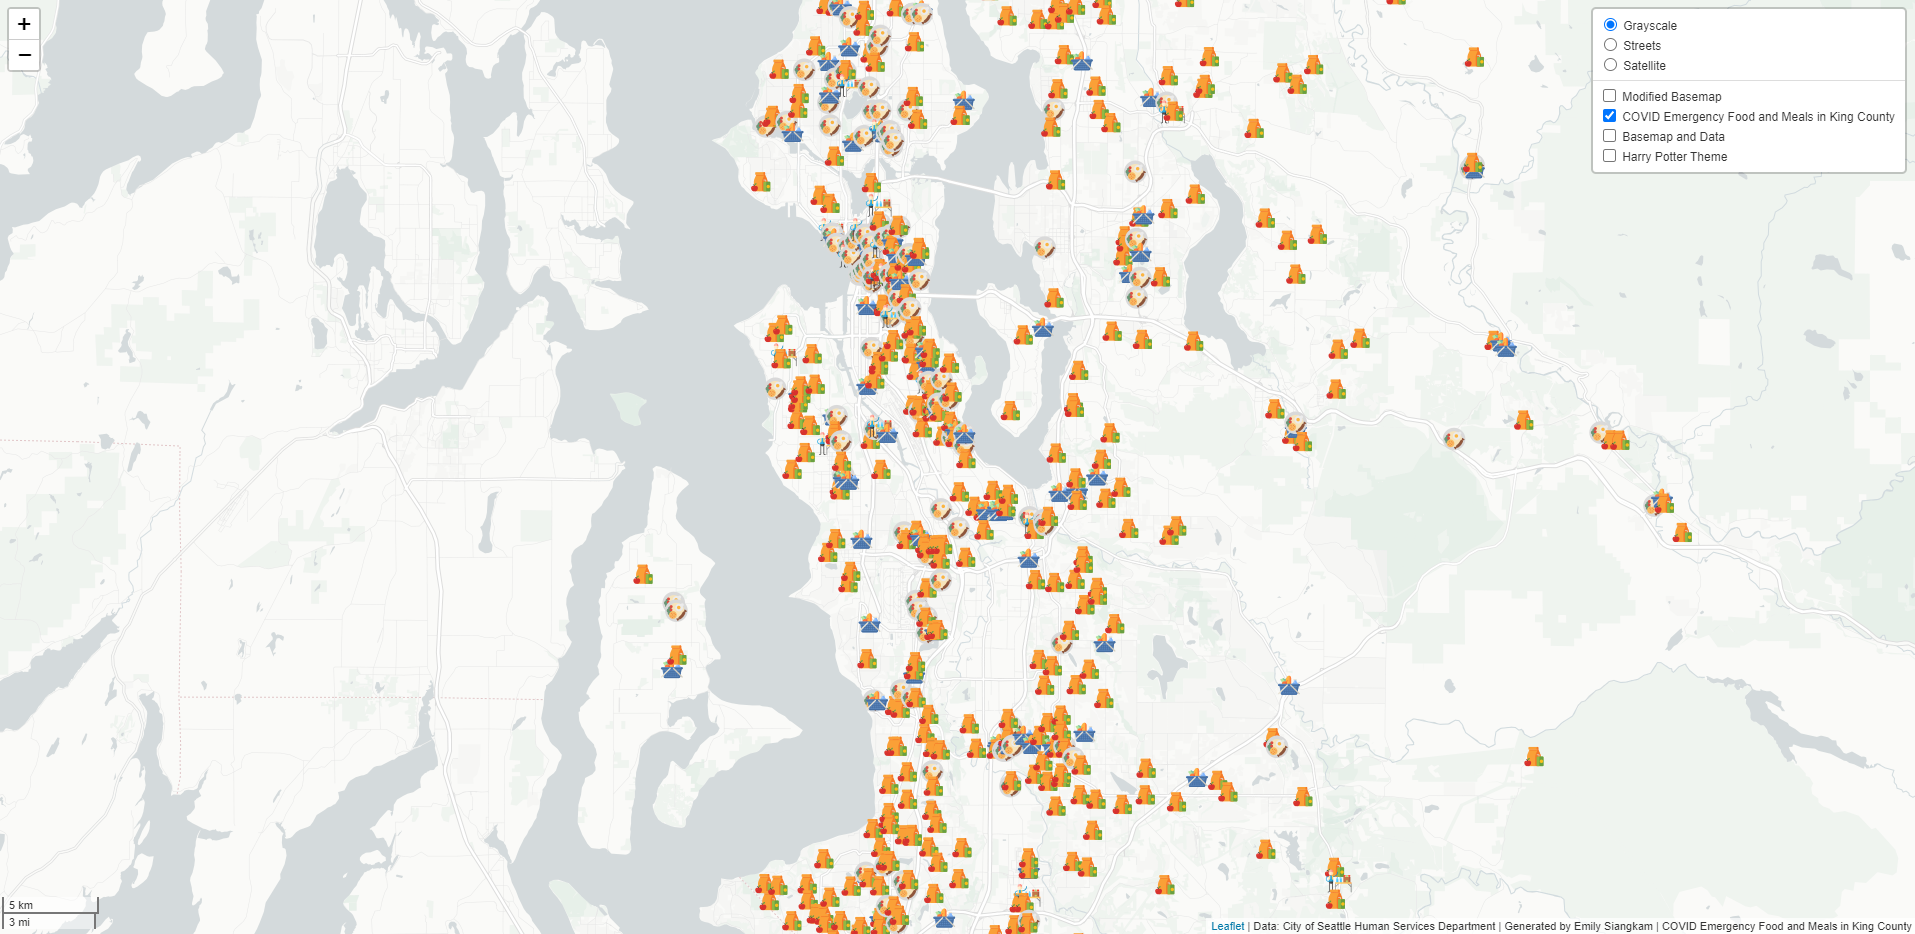 +
−
Grayscale
Streets
Satellite
Modified Basemap
COVID Emergency Food and Meals in King County
Basemap and Data
Harry Potter Theme
5 km
3 mi
Leaflet | Data: City of Seattle Human Services Department | Generated by Emily Siangkam | COVID Emergency Food and Meals in King County